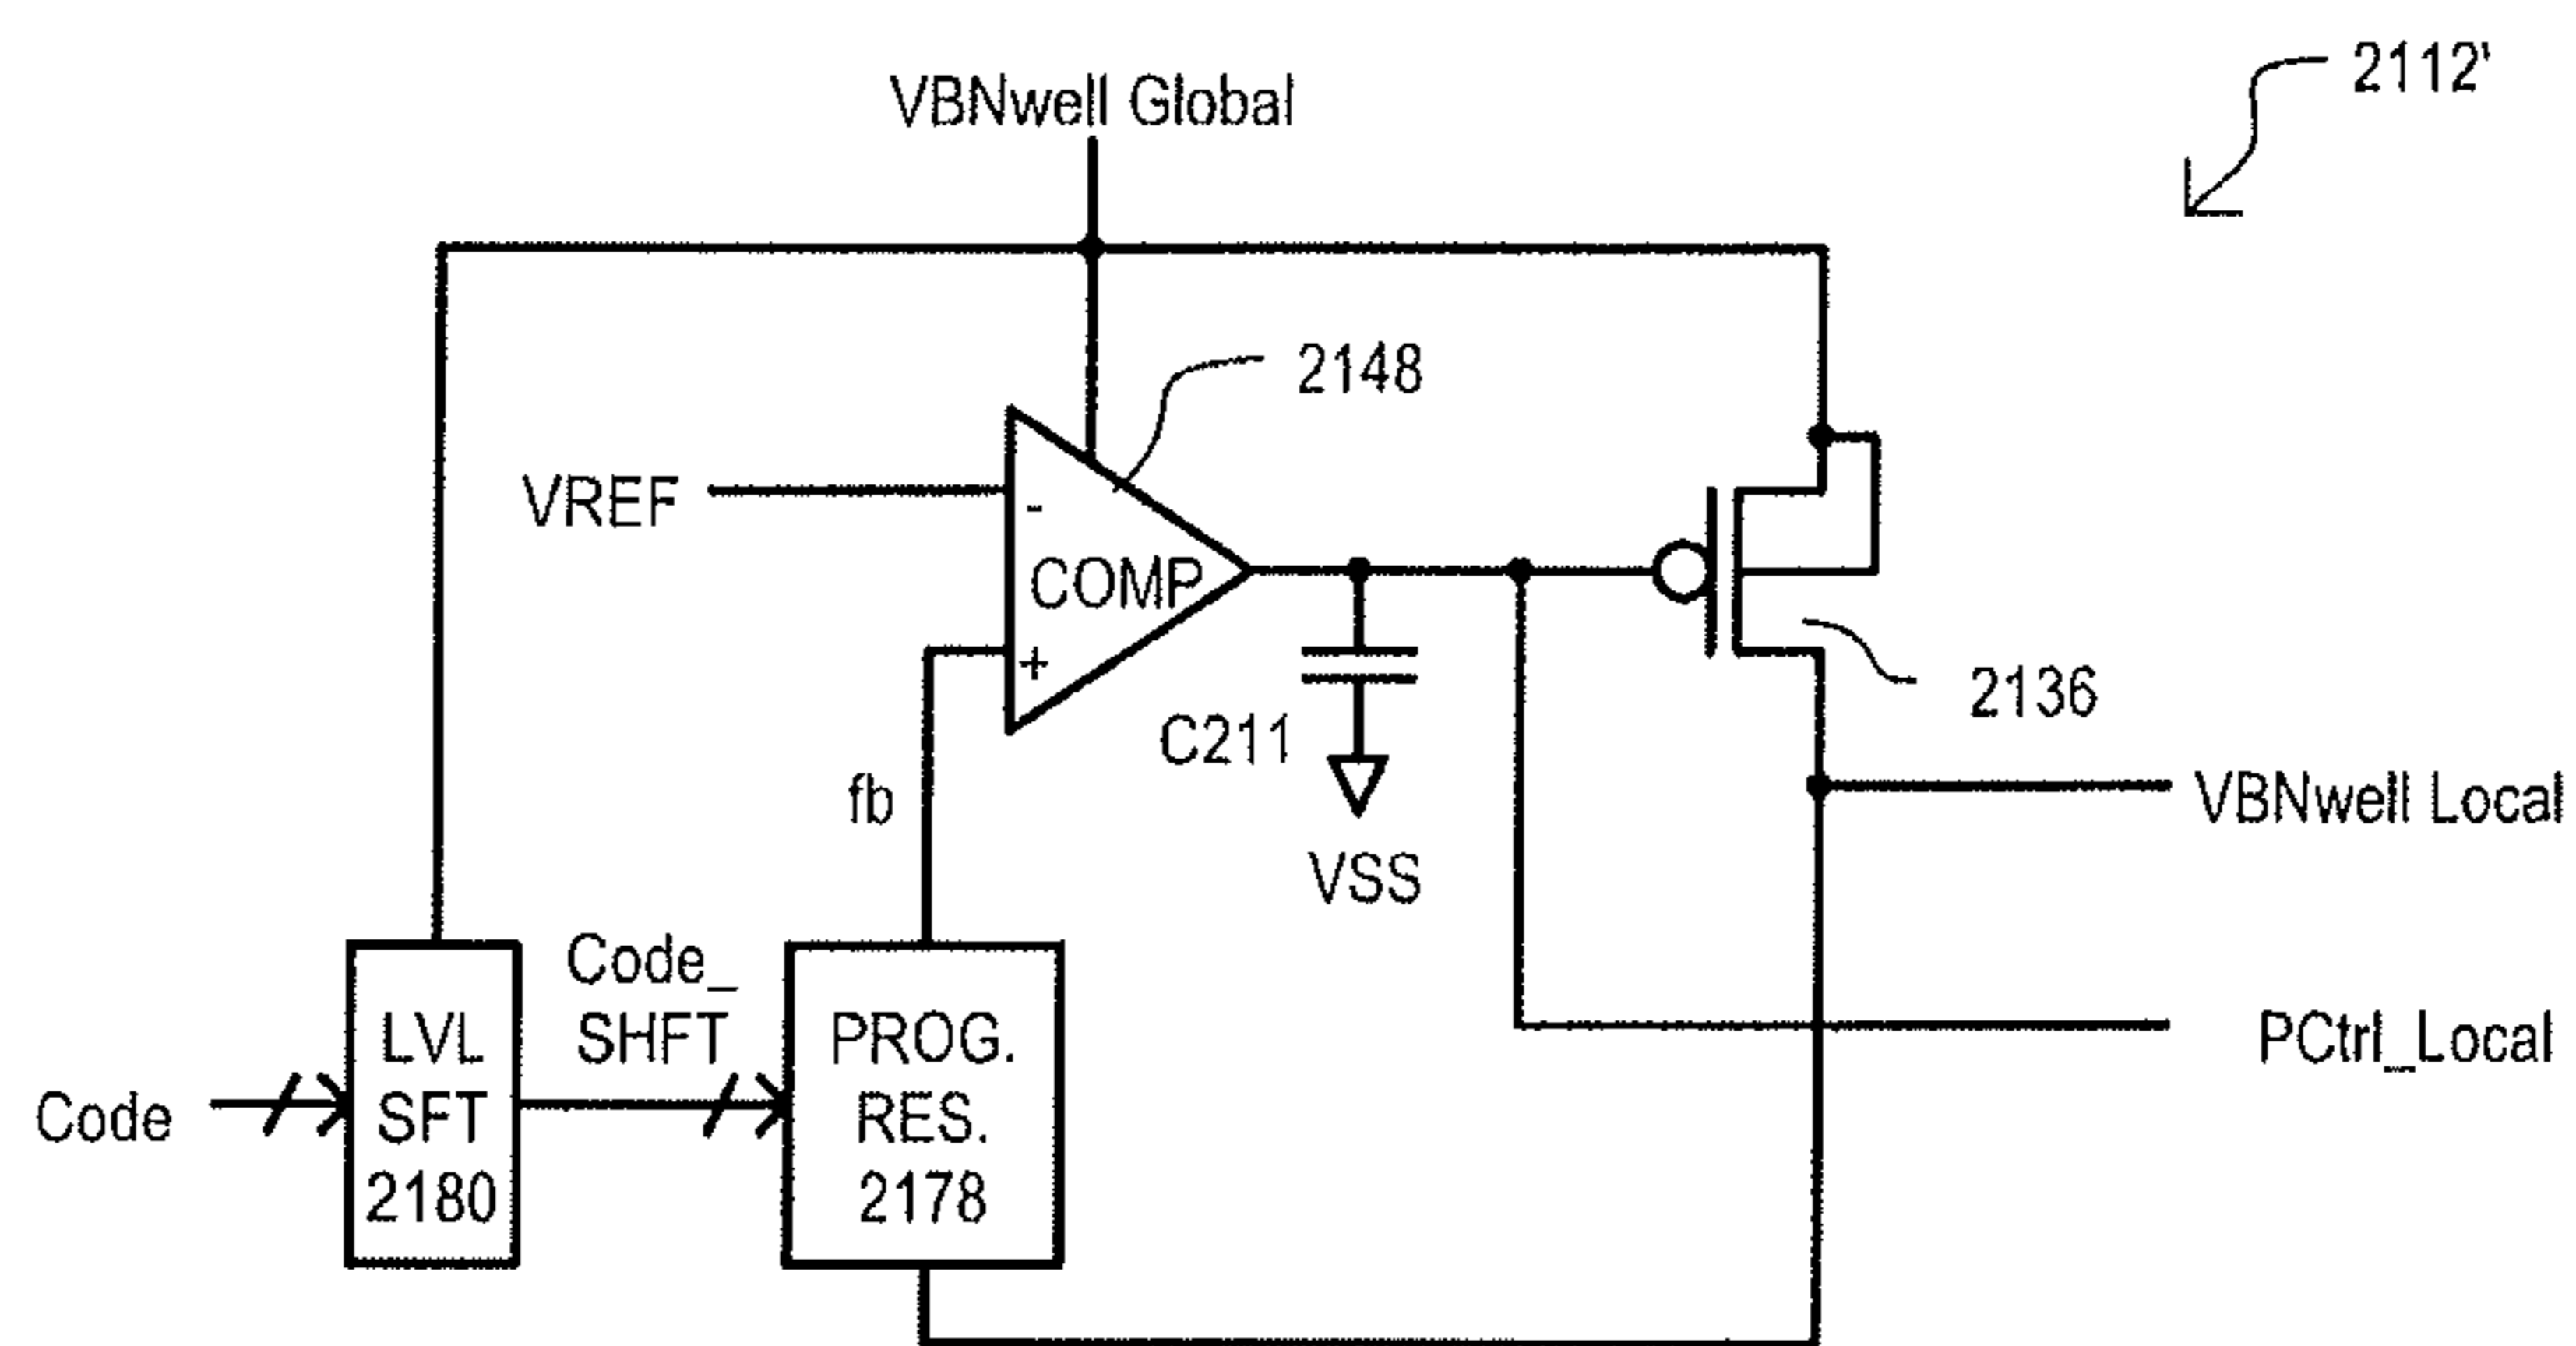 2112'
VBNwell Global
2148
VREF
-
COMP
+
2136
C211
VBNwell Local
fb
VSS
Code_
SHFT
LVL
SFT
2180
PROG.
RES.
2178
PCtrl_Local
Code